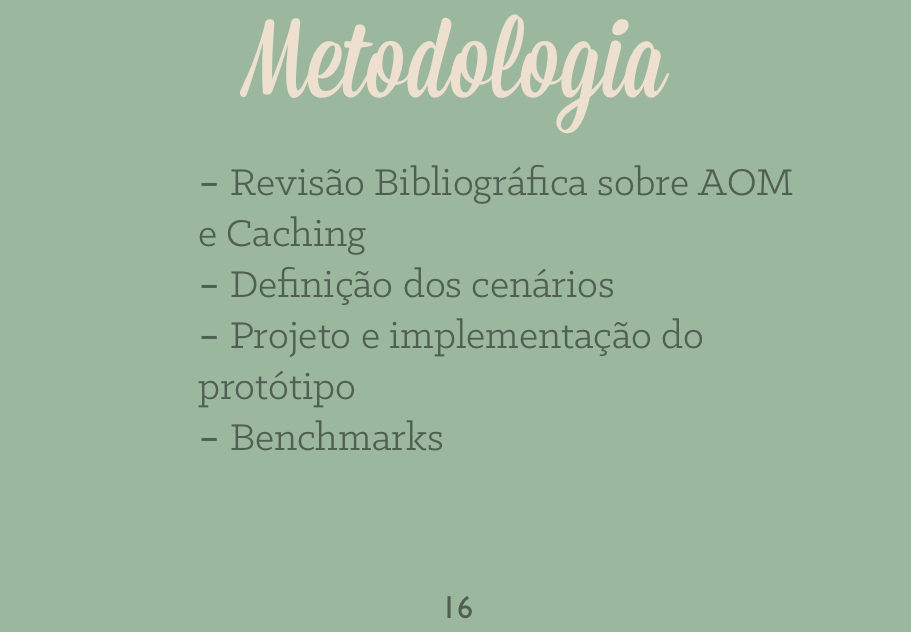 Metodologia
– Revisão Bibliográfica sobre AOM
e Caching
– Definição dos cenários
– Projeto e implementação do
protótipo
– Benchmarks
16